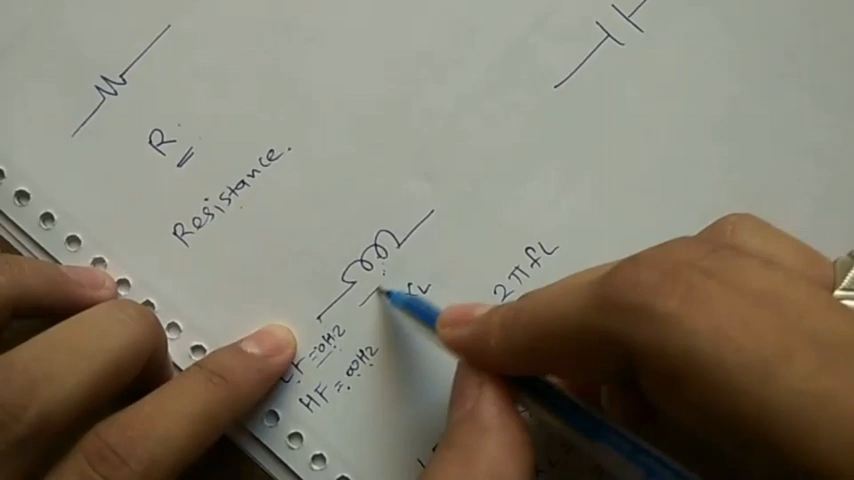 R
Resistance.
2πfL
LF = 0Hz
HF = ∞Hz